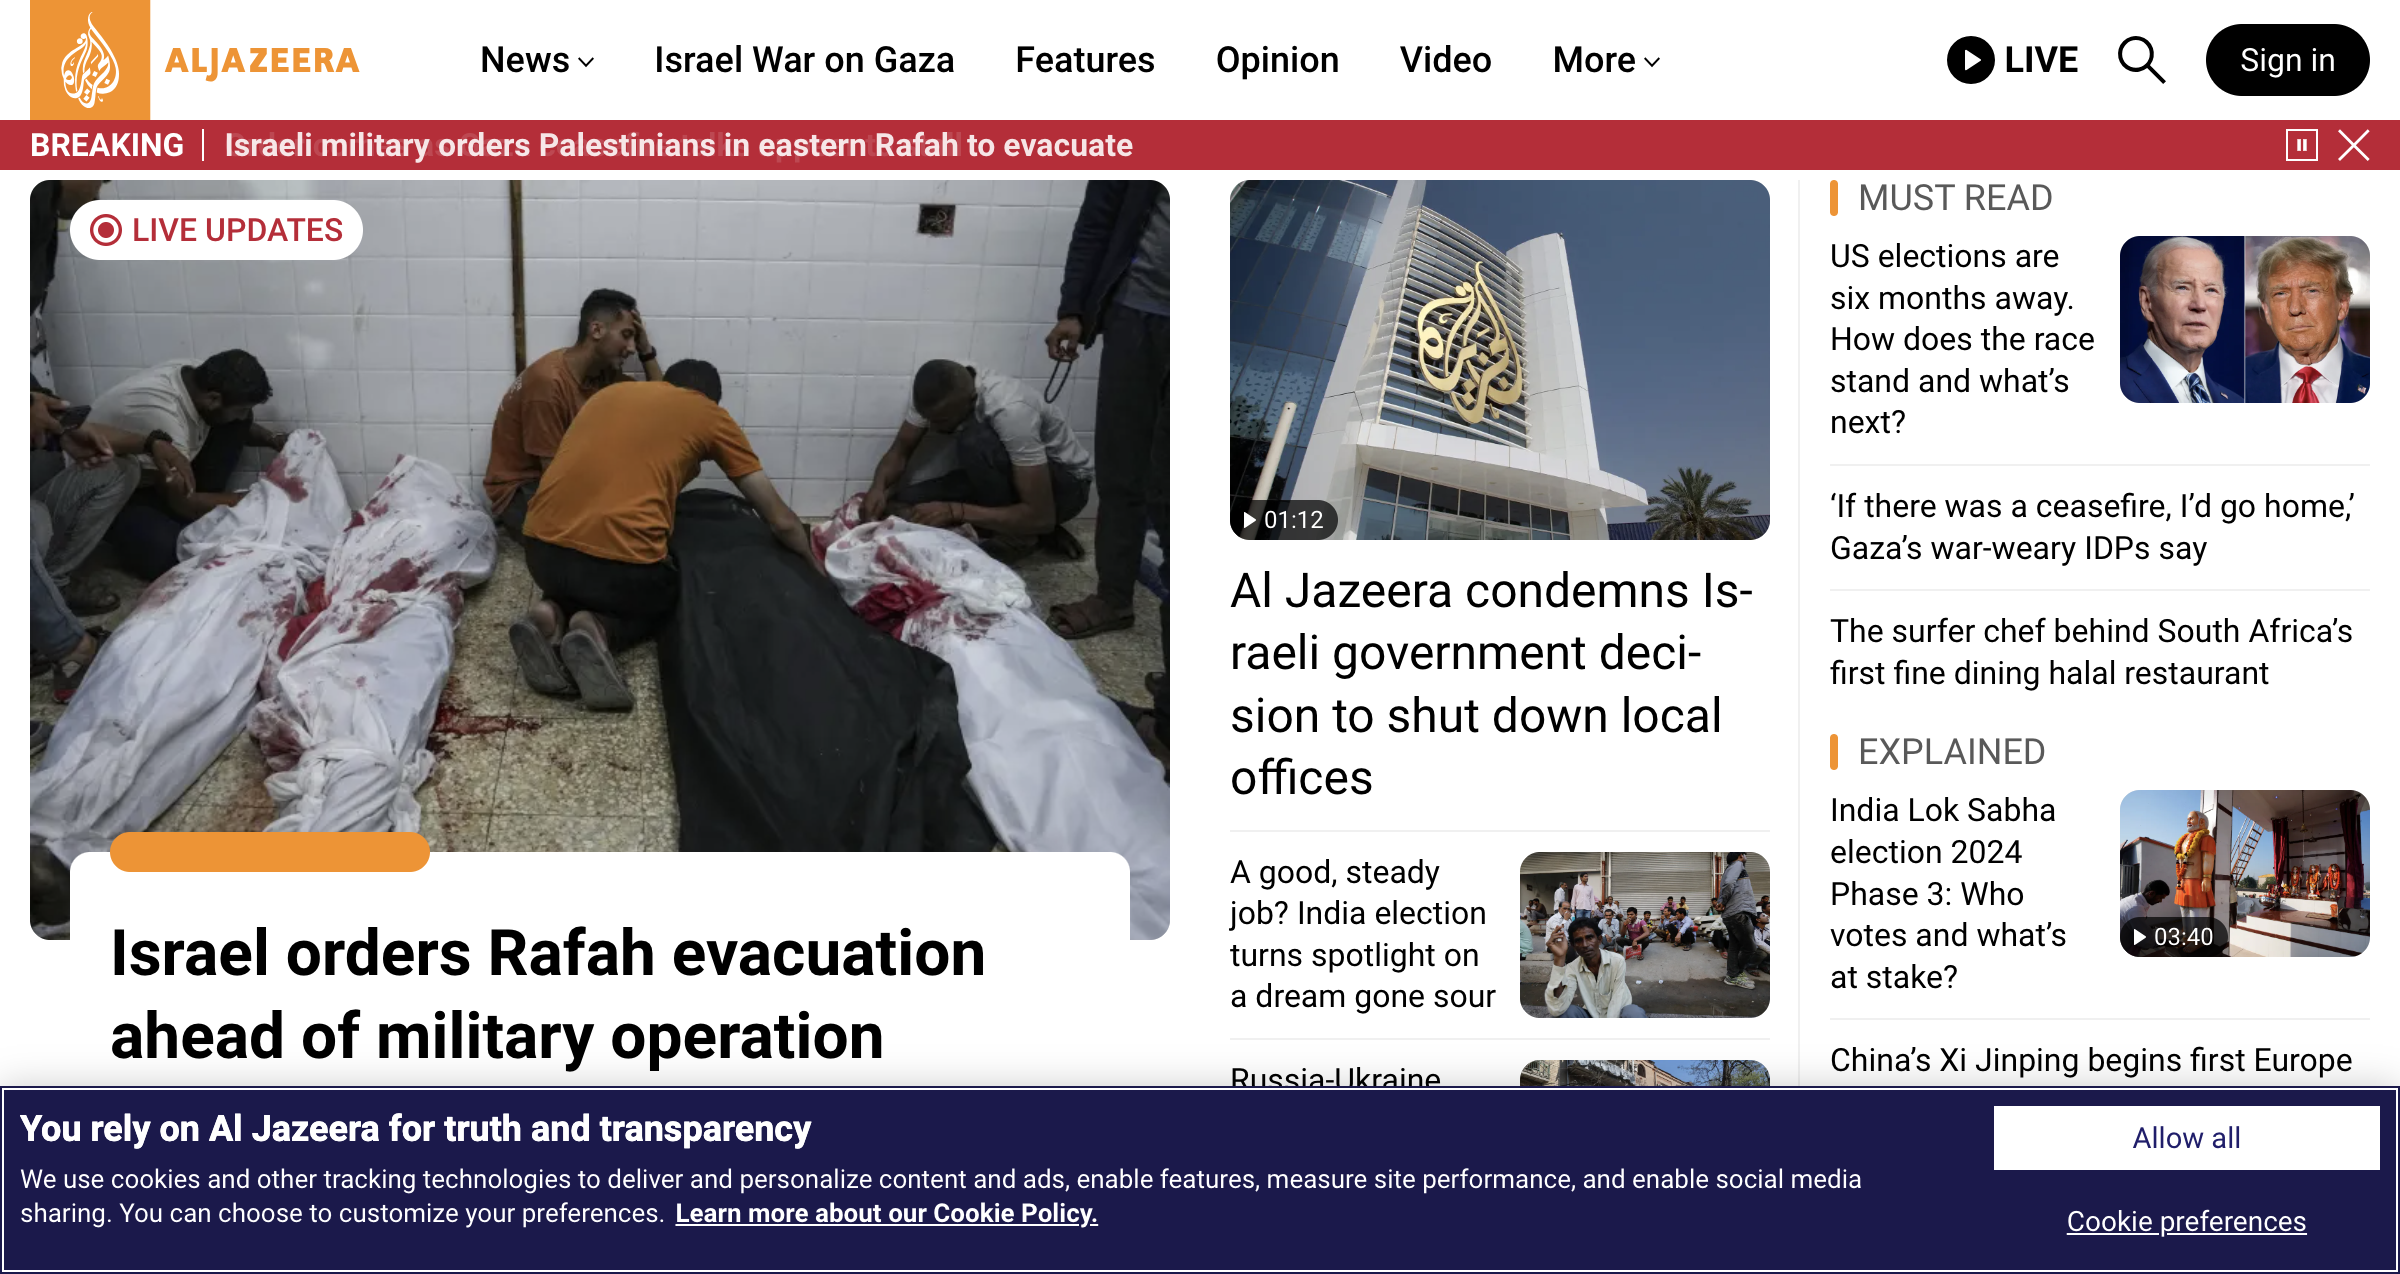 ALJAZEERA
News
Israel War on Gaza
Features
Opinion
Video
More
LIVE
Sign in
BREAKING
Israeli military orders Palestinians in eastern Rafah to evacuate
LIVE UPDATES
Israel orders Rafah evacuation
ahead of military operation
01:12
Al Jazeera condemns Is-
raeli government deci-
sion to shut down local
offices
A good, steady
job? India election
turns spotlight on
a dream gone sour
Russia-Ukraine
MUST READ
US elections are
six months away.
How does the race
stand and what’s
next?
‘If there was a ceasefire, I’d go home,’
Gaza’s war-weary IDPs say
The surfer chef behind South Africa’s
first fine dining halal restaurant
EXPLAINED
India Lok Sabha
election 2024
Phase 3: Who
votes and what’s
at stake?
03:40
China’s Xi Jinping begins first Europe
You rely on Al Jazeera for truth and transparency
We use cookies and other tracking technologies to deliver and personalize content and ads, enable features, measure site performance, and enable social media
sharing. You can choose to customize your preferences. Learn more about our Cookie Policy.
Allow all
Cookie preferences